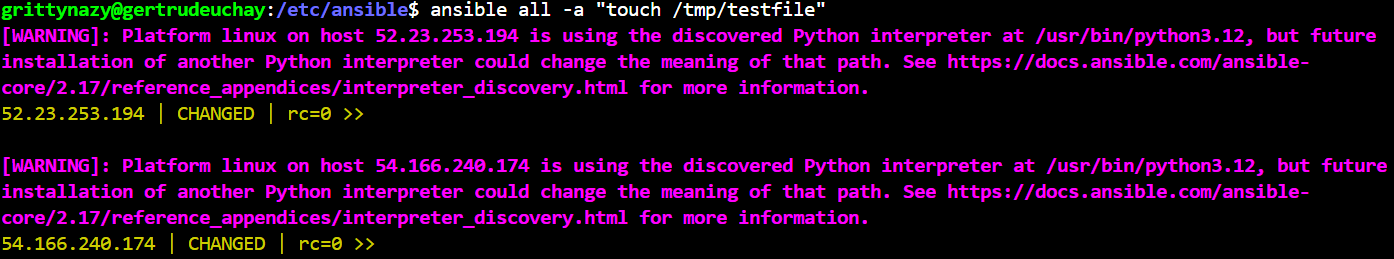 grittynazy@gertrudeuchay:/etc/ansible$ ansible all -a "touch /tmp/testfile"
[WARNING]: Platform linux on host 52.23.253.194 is using the discovered Python interpreter at /usr/bin/python3.12, but future
installation of another Python interpreter could change the meaning of that path. See https://docs.ansible.com/ansible-
core/2.17/reference_appendices/interpreter_discovery.html for more information.
52.23.253.194 | CHANGED | rc=0 >>
[WARNING]: Platform linux on host 54.166.240.174 is using the discovered Python interpreter at /usr/bin/python3.12, but future
installation of another Python interpreter could change the meaning of that path. See https://docs.ansible.com/ansible-
core/2.17/reference_appendices/interpreter_discovery.html for more information.
54.166.240.174 | CHANGED | rc=0 >>